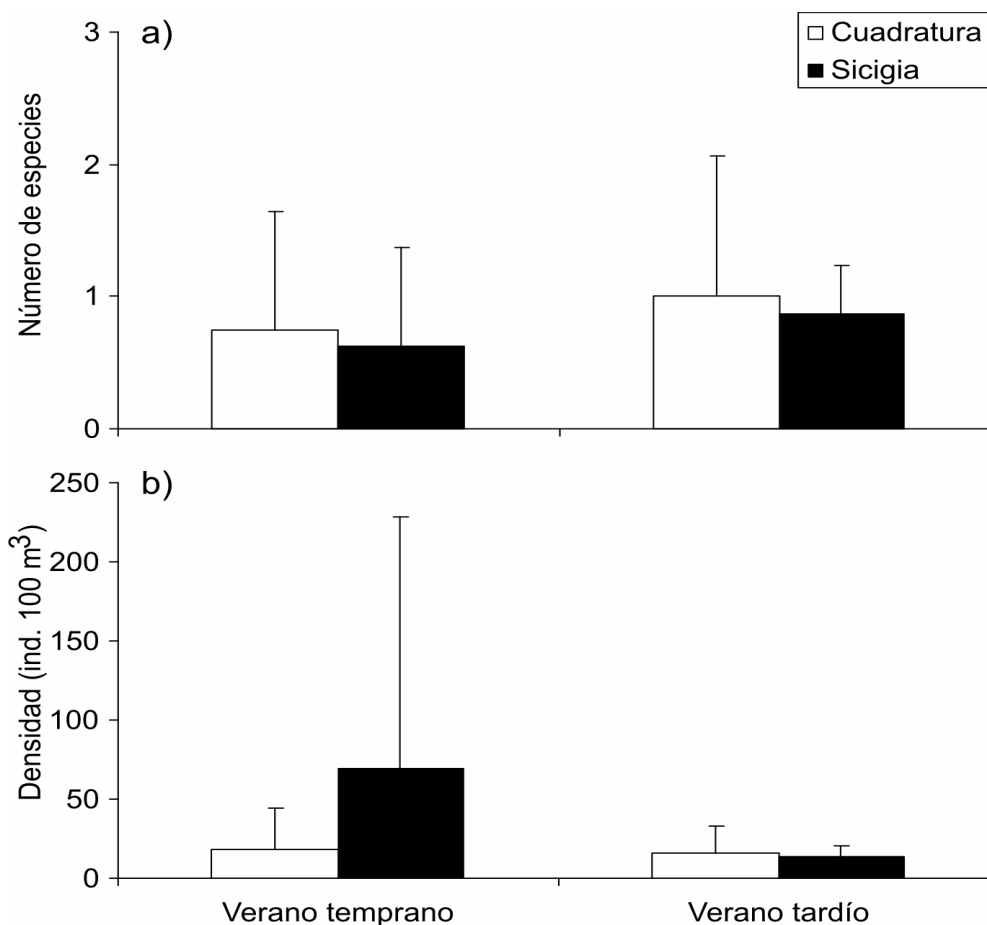 a)
Cuadratura
Sicigia
3
2
1
0
Número de especies
b)
250
200
150
100
50
0
Densidad (ind. 100 m³)
Verano temprano
Verano tardío